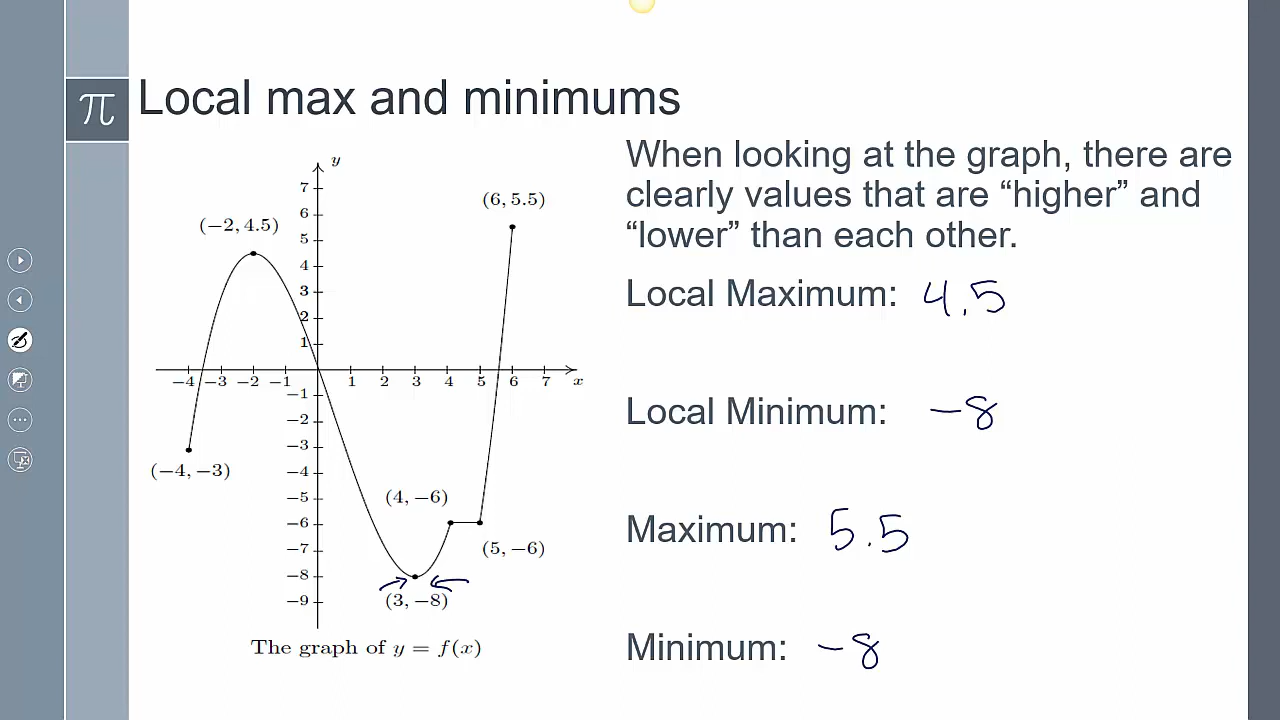 π Local max and minimums
When looking at the graph, there are
clearly values that are “higher” and
“lower” than each other.
Local Maximum: 4.5
Local Minimum: -8
Maximum: 5.5
Minimum: -8
y
7
6
5
4
3
2
1
-4 -3 -2 -1 1 2 3 4 5 6 7 x
-1
-2
-3
-4
-5
-6
-7
-8
-9
(-2, 4.5)
(6, 5.5)
(-4, -3)
(4, -6)
(5, -6)
(3, -8)
The graph of y = f(x)